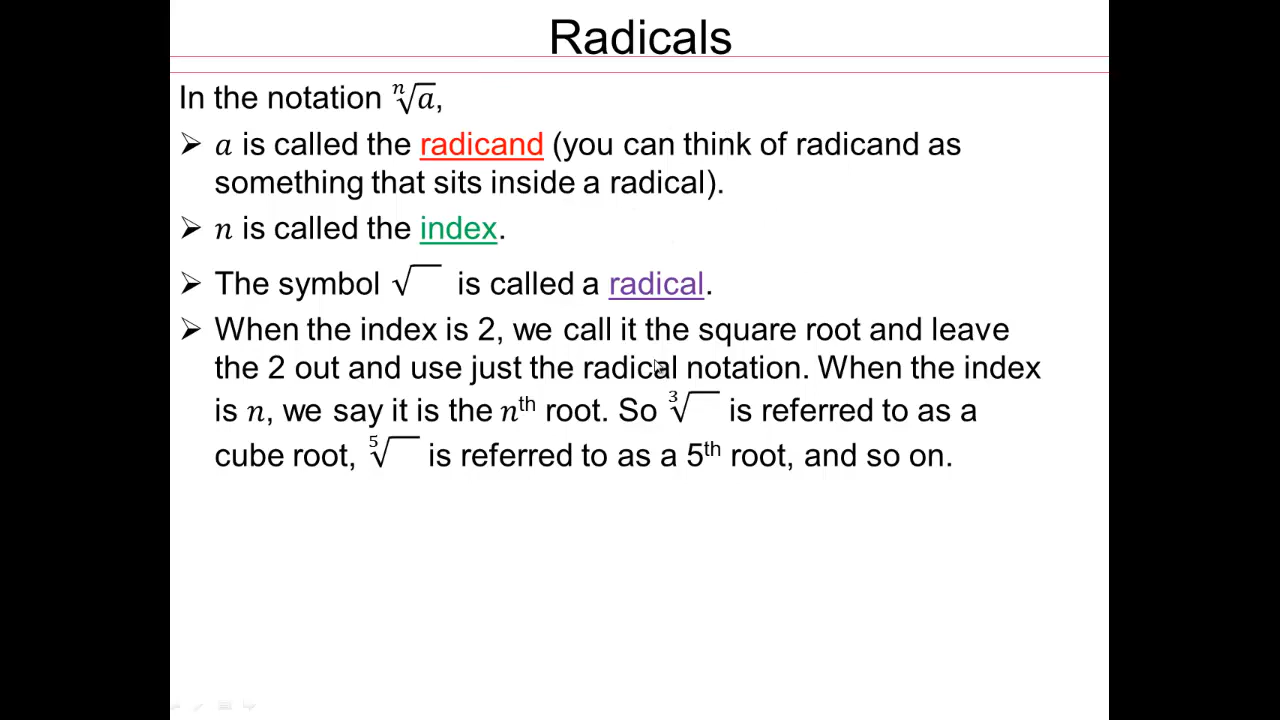 Radicals
In the notation ⁿ√a,
➢ a is called the radicand (you can think of radicand as
something that sits inside a radical).
➢ n is called the index.
➢ The symbol √ is called a radical.
➢ When the index is 2, we call it the square root and leave
the 2 out and use just the radical notation. When the index
is n, we say it is the nᵗʰ root. So ³√ is referred to as a
cube root, ⁵√ is referred to as a 5ᵗʰ root, and so on.